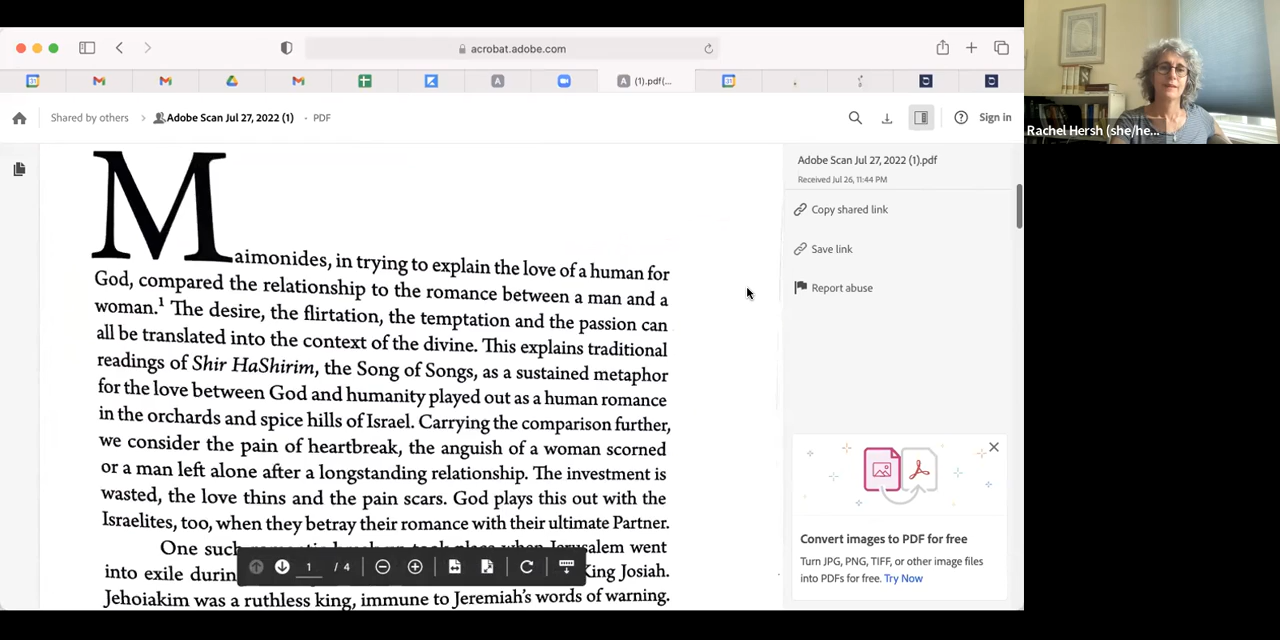 acrobat.adobe.com
(1).pdf(...
Shared by others
Adobe Scan Jul 27, 2022 (1)
PDF
Sign in
Rachel Hersh (she/he...
Maimonides, in trying to explain the love of a human for
God, compared the relationship to the romance between a man and a
woman.¹ The desire, the flirtation, the temptation and the passion can
all be translated into the context of the divine. This explains traditional
readings of Shir HaShirim, the Song of Songs, as a sustained metaphor
for the love between God and humanity played out as a human romance
in the orchards and spice hills of Israel. Carrying the comparison further,
we consider the pain of heartbreak, the anguish of a woman scorned
or a man left alone after a longstanding relationship. The investment is
wasted, the love thins and the pain scars. God plays this out with the
Israelites, too, when they betray their romance with their ultimate Partner.
One such Jerusalem went
into exile during King Josiah.
Jehoiakim was a ruthless king, immune to Jeremiah's words of warning.
1 / 4
Adobe Scan Jul 27, 2022 (1).pdf
Received Jul 26, 11:44 PM
Copy shared link
Save link
Report abuse
Convert images to PDF for free
Turn JPG, PNG, TIFF, or other image files
into PDFs for free. Try Now